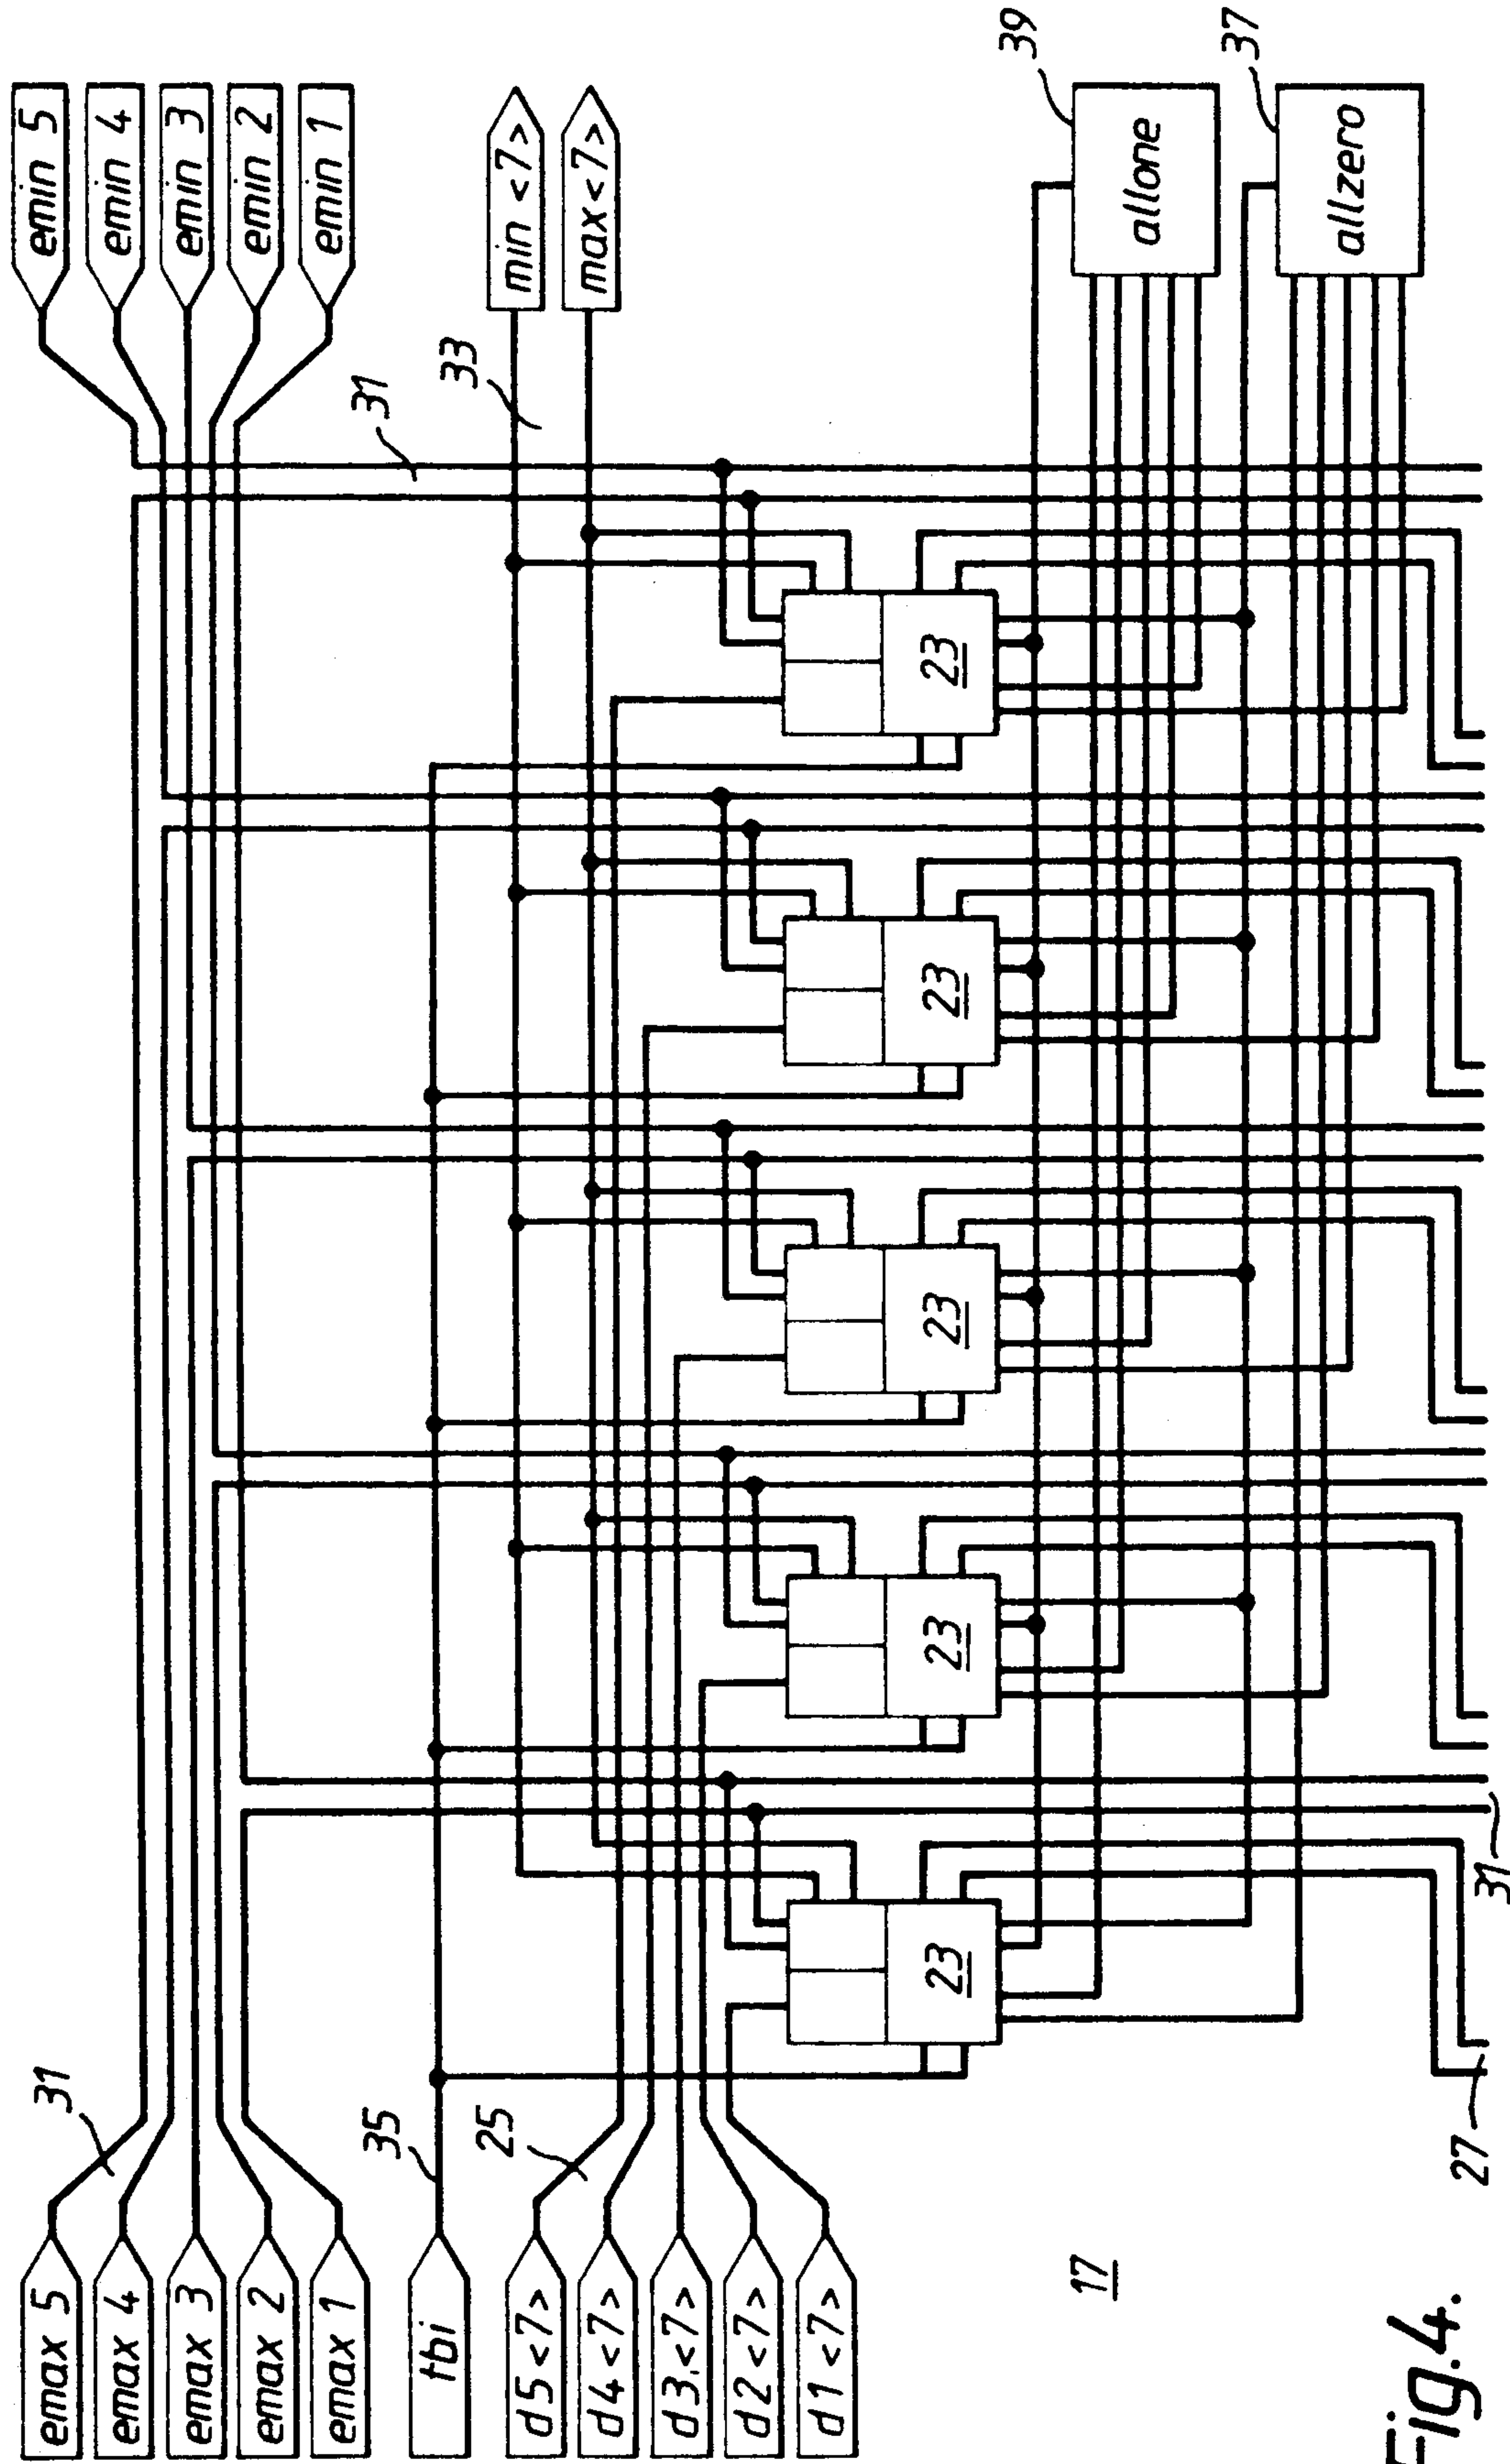 emax 5
emax 4
emax 3
emax 2
emax 1
tbi
d5<7>
d4<7>
d3<7>
d2<7>
d1<7>
31
35
25
emin 5
emin 4
emin 3
emin 2
emin 1
min <7>
max<7>
33
31
23
23
23
23
23
allone
39
allzero
37
27
31
17
Fig.4.